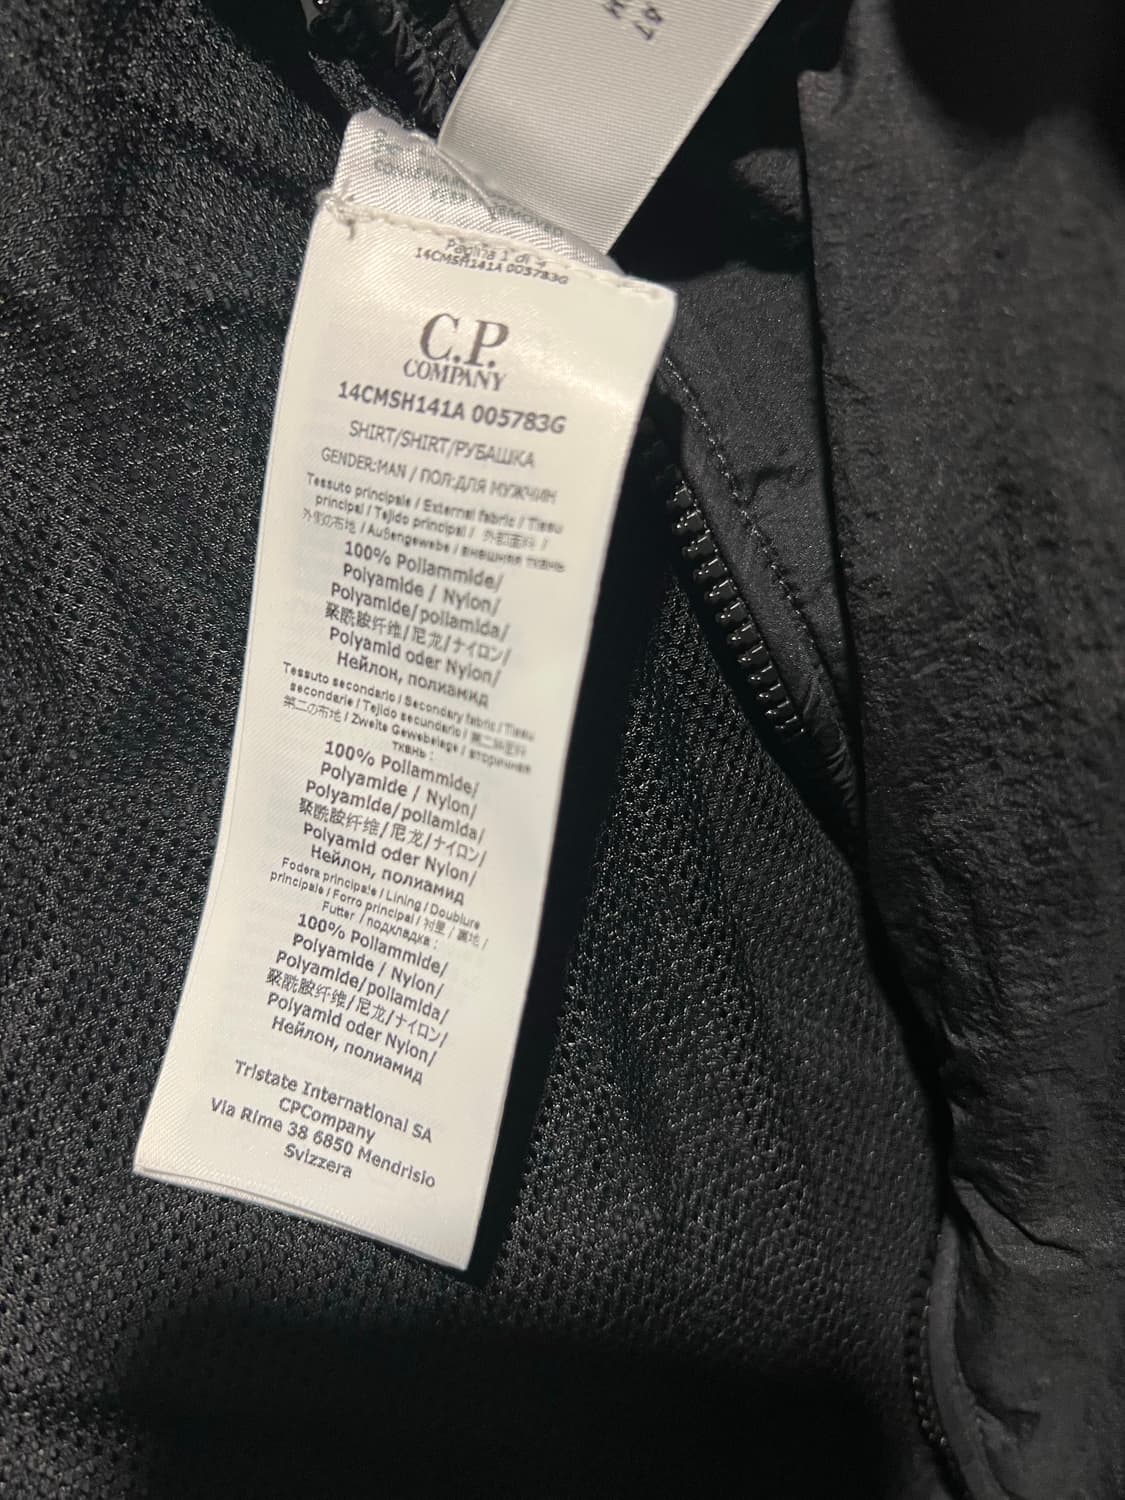 Pagina 1 di 4
14CMSH141A 005783G
C.P.
COMPANY
14CMSH141A 005783G
SHIRT/SHIRT/РУБАШКА
GENDER:MAN / ПОЛ:ДЛЯ МУЖЧИН
Tessuto principale / External fabric / Tissu
principal / Tejido principal / 外部面料 /
外側の布地 / Außengewebe / внешняя ткань
100% Poliammide/
Polyamide / Nylon/
Polyamide/poliamida/
聚酰胺纤维/尼龙/ナイロン/
Polyamid oder Nylon/
Нейлон, полиамид
Tessuto secondario / Secondary fabric / Tissu
secondarie / Tejido secundario / 第二块面料
第二の布地 / Zweite Gewebelage / вторичная
ткань :
100% Poliammide/
Polyamide / Nylon/
Polyamide/poliamida/
聚酰胺纤维/尼龙/ナイロン/
Polyamid oder Nylon/
Нейлон, полиамид
Fodera principale / Lining / Doublure
principale / Forro principal / 衬里 / 裏地 /
Futter / подкладка :
100% Poliammide/
Polyamide / Nylon/
Polyamide/poliamida/
聚酰胺纤维/尼龙/ナイロン/
Polyamid oder Nylon/
Нейлон, полиамид
Tristate International SA
CPCompany
Via Rime 38 6850 Mendrisio
Svizzera